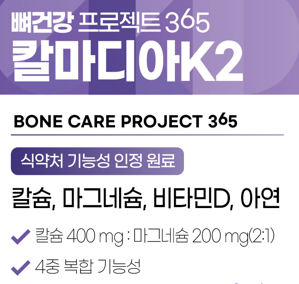 뼈건강 프로젝트 365
칼마디아K2
BONE CARE PROJECT 365
식약처 기능성 인정 원료
칼슘, 마그네슘, 비타민D, 아연
칼슘 400 mg : 마그네슘 200 mg(2:1)
4중 복합 기능성